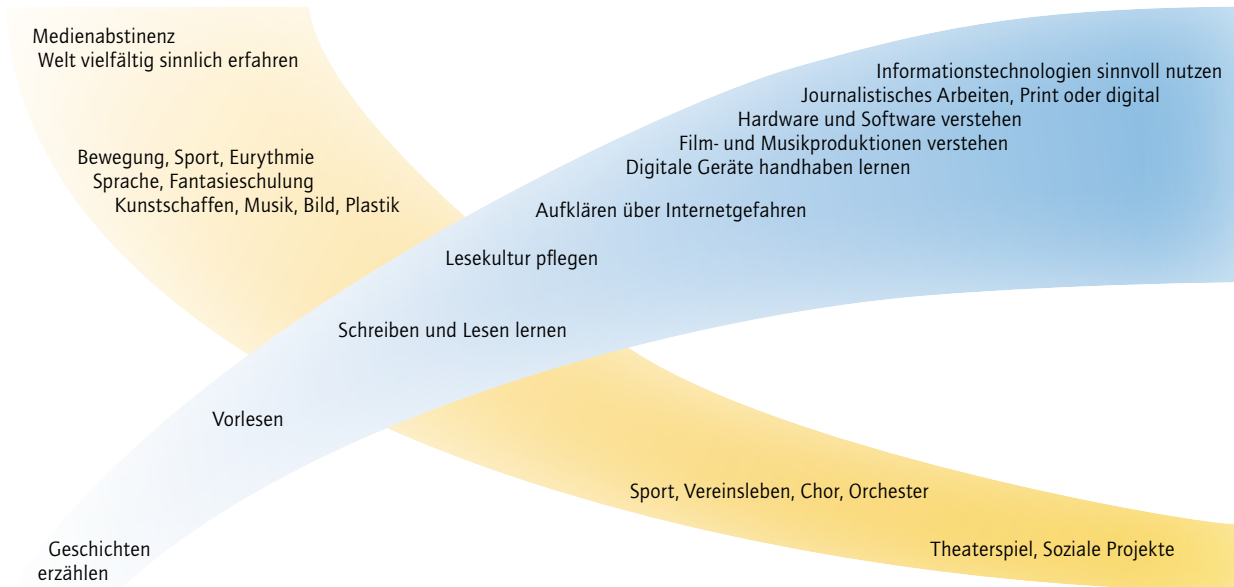 Medienabstinenz
Welt vielfältig sinnlich erfahren
Bewegung, Sport, Eurythmie
Sprache, Fantasieschulung
Kunstschaffen, Musik, Bild, Plastik
Informationstechnologien sinnvoll nutzen
Journalistisches Arbeiten, Print oder digital
Hardware und Software verstehen
Film- und Musikproduktionen verstehen
Digitale Geräte handhaben lernen
Aufklären über Internetgefahren
Lesekultur pflegen
Schreiben und Lesen lernen
Vorlesen
Geschichten
erzählen
Sport, Vereinsleben, Chor, Orchester
Theaterspiel, Soziale Projekte